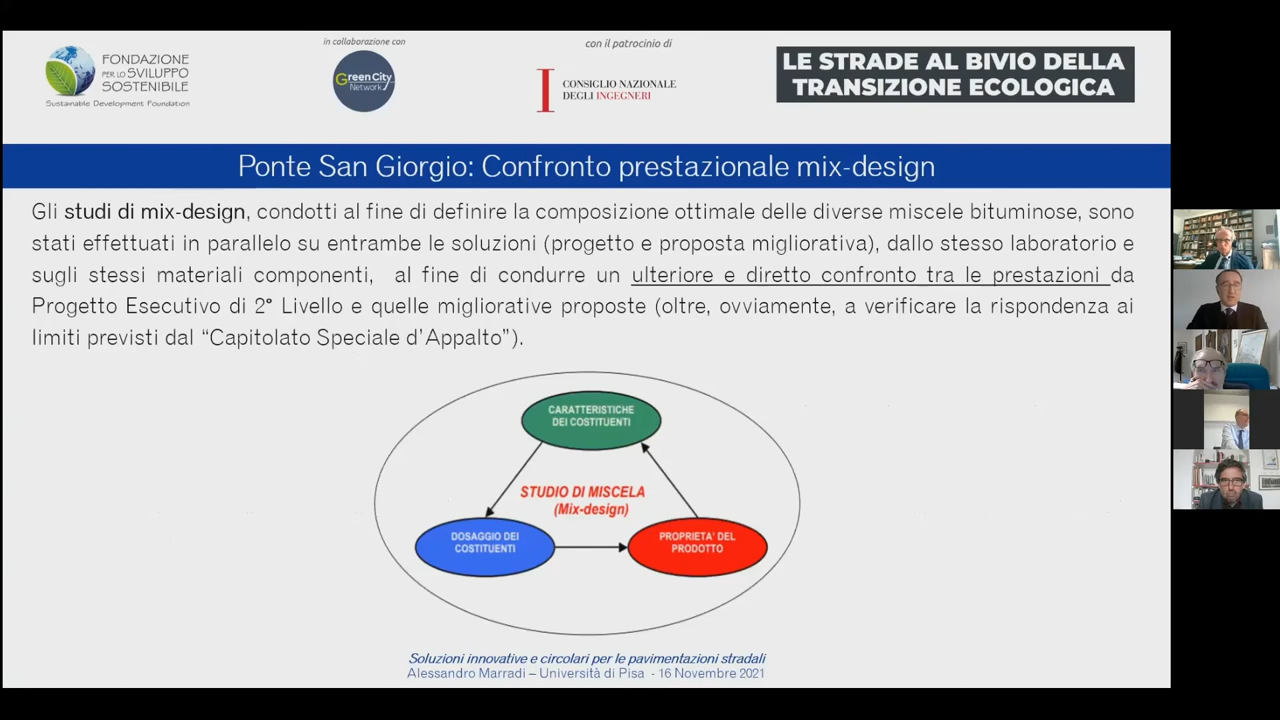 FONDAZIONE
PER LO SVILUPPO
SOSTENIBILE
Sustainable Development Foundation
in collaborazione con
GreenCity
Network
con il patrocinio di
CONSIGLIO NAZIONALE
DEGLI INGEGNERI
LE STRADE AL BIVIO DELLA
TRANSIZIONE ECOLOGICA
Ponte San Giorgio: Confronto prestazionale mix-design
Gli studi di mix-design, condotti al fine di definire la composizione ottimale delle diverse miscele bituminose, sono
stati effettuati in parallelo su entrambe le soluzioni (progetto e proposta migliorativa), dallo stesso laboratorio e
sugli stessi materiali componenti, al fine di condurre un ulteriore e diretto confronto tra le prestazioni da
Progetto Esecutivo di 2° Livello e quelle migliorative proposte (oltre, ovviamente, a verificare la rispondenza ai
limiti previsti dal “Capitolato Speciale d’Appalto”).
CARATTERISTICHE
DEI COSTITUENTI
STUDIO DI MISCELA
(Mix-design)
DOSAGGIO DEI
COSTITUENTI
PROPRIETA' DEL
PRODOTTO
Soluzioni innovative e circolari per le pavimentazioni stradali
Alessandro Marradi – Università di Pisa - 16 Novembre 2021